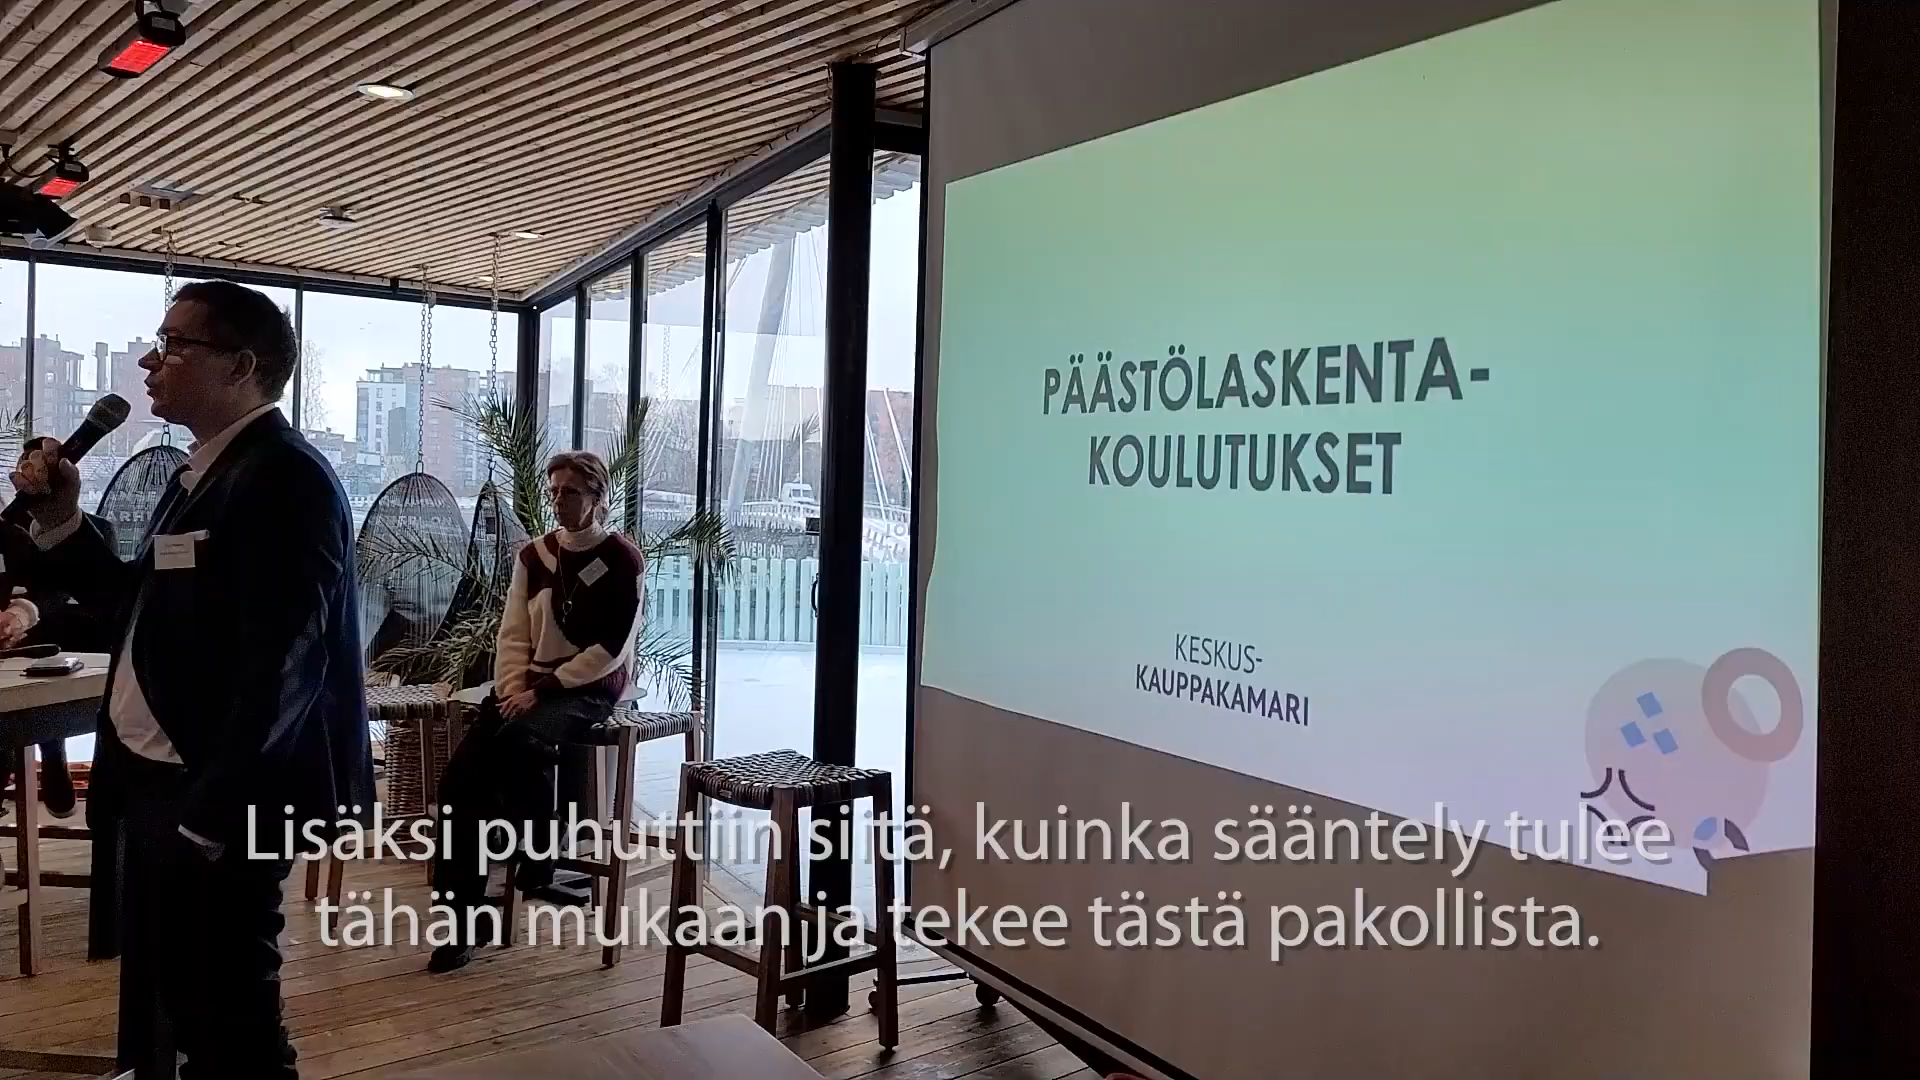 PÄÄSTÖLASKENTA-
KOULUTUKSET
KESKUS-
KAUPPAKAMARI
Lisäksi puhuttiin siitä, kuinka sääntely tulee
tähän mukaan ja tekee tästä pakollista.